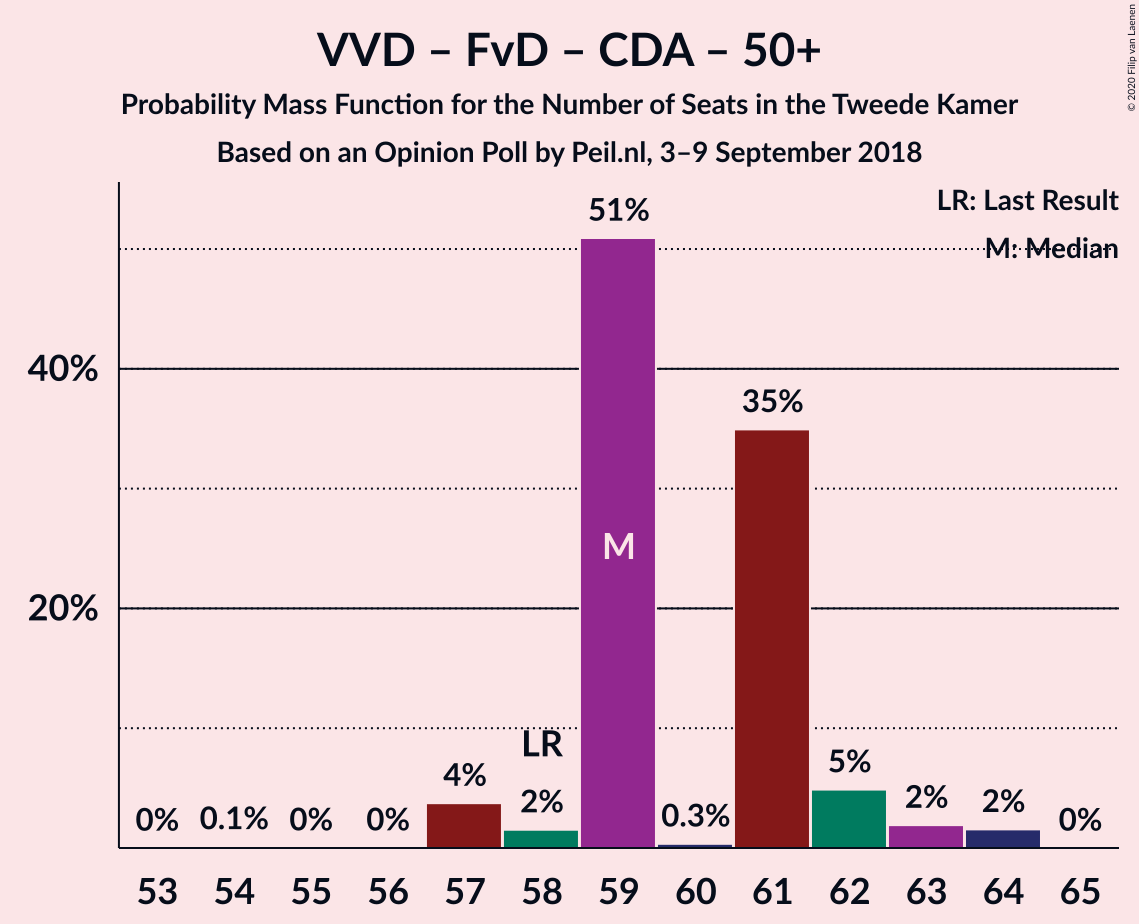 VVD – FvD – CDA – 50+
Probability Mass Function for the Number of Seats in the Tweede Kamer
Based on an Opinion Poll by Peil.nl, 3–9 September 2018
© 2020 Filip van Laenen
LR: Last Result
M: Median
40%
20%
0%
0.1%
0%
0%
4%
LR
2%
51%
M
0.3%
35%
5%
2%
2%
0%
53 54 55 56 57 58 59 60 61 62 63 64 65